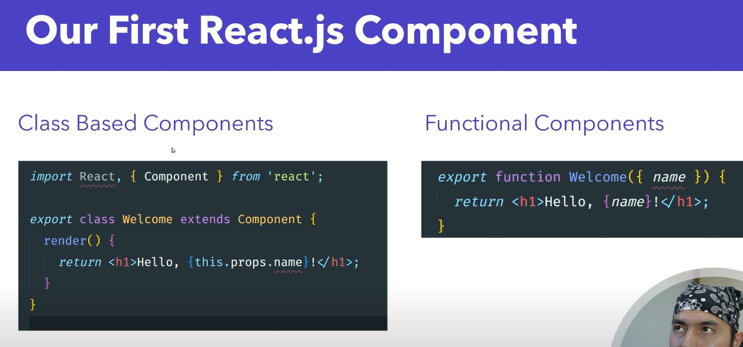 Our First React.js Component
Class Based Components
import React, { Component } from 'react';
export class Welcome extends Component {
render() {
return <h1>Hello, {this.props.name}!</h1>;
}
}
Functional Components
export function Welcome({ name }) {
return <h1>Hello, {name}!</h1>;
}